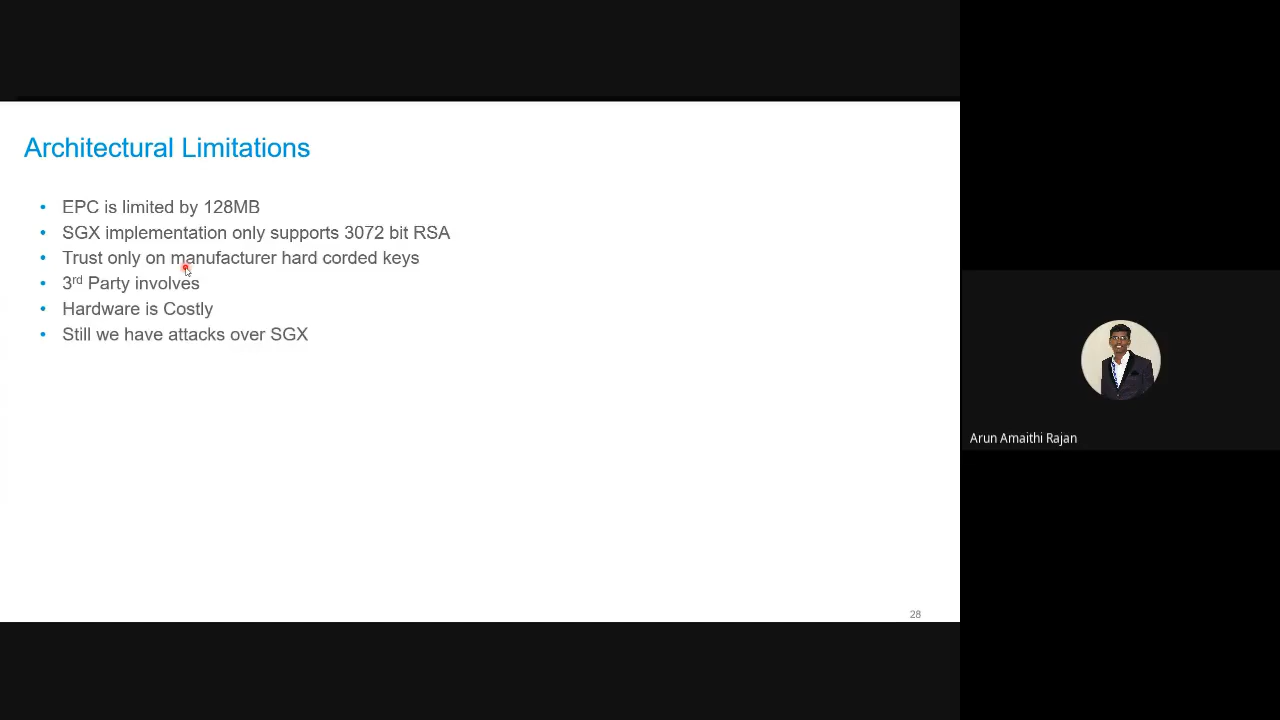 Architectural Limitations
• EPC is limited by 128MB
• SGX implementation only supports 3072 bit RSA
• Trust only on manufacturer hard corded keys
• 3rd Party involves
• Hardware is Costly
• Still we have attacks over SGX
28
Arun Amaithi Rajan